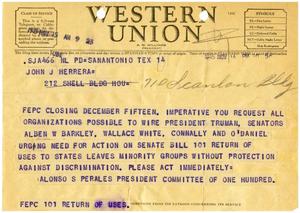 WESTERN
UNION
.SJA466 NL PD=SANANTONIO TEX 14
JOHN J HERRERA=
212 SHELL BLDG HOU=
FEPC CLOSING DECEMBER FIFTEEN, IMPERATIVE YOU REQUEST ALL
ORGANIZATIONS POSSIBLE TO WIRE PRESIDENT TRUMAN, SENATORS
ALBEN W BARKLEY, WALLACE WHITE, CONNALLY AND O'DANIEL
URGING NEED FOR ACTION ON SENATE BILL 101 RETURN OF
USES TO STATES LEAVES MINORITY GROUPS WITHOUT PROTECTION
AGAINST DISCRIMINATION. PLEASE ACT IMMEDIATELY=
ALONSO S PERALES PRESIDENT COMMITTEE OF ONE HUNDRED.
FEPC 101 RETURN OF USES.